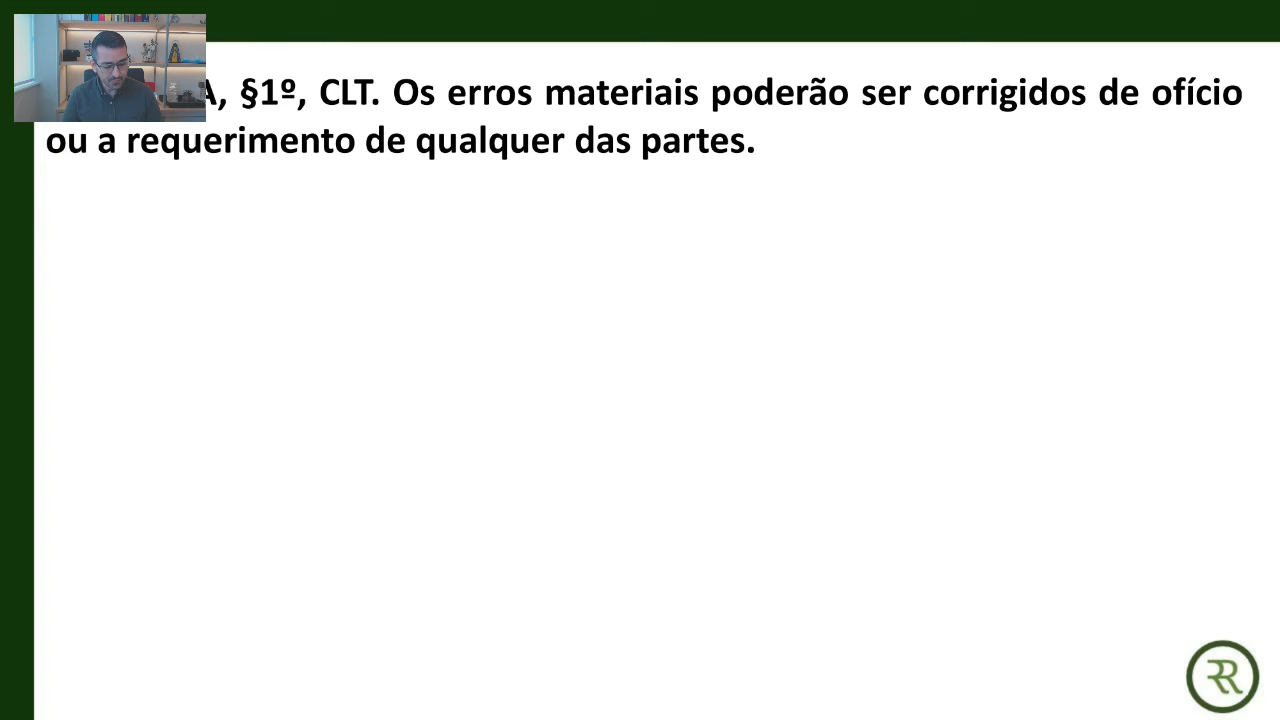 A, §1º, CLT. Os erros materiais poderão ser corrigidos de ofício
ou a requerimento de qualquer das partes.